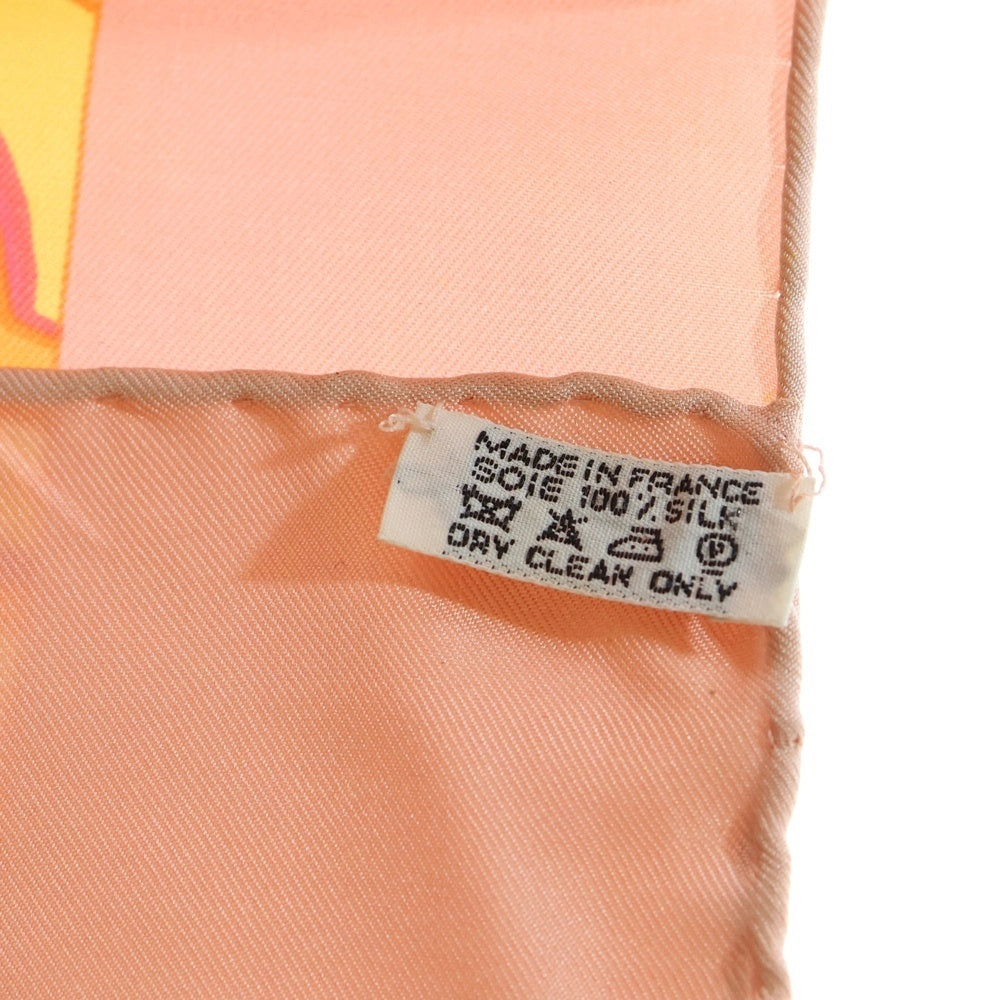 MADE IN FRANCE
SOIE 100% SILK
P
DRY CLEAN ONLY